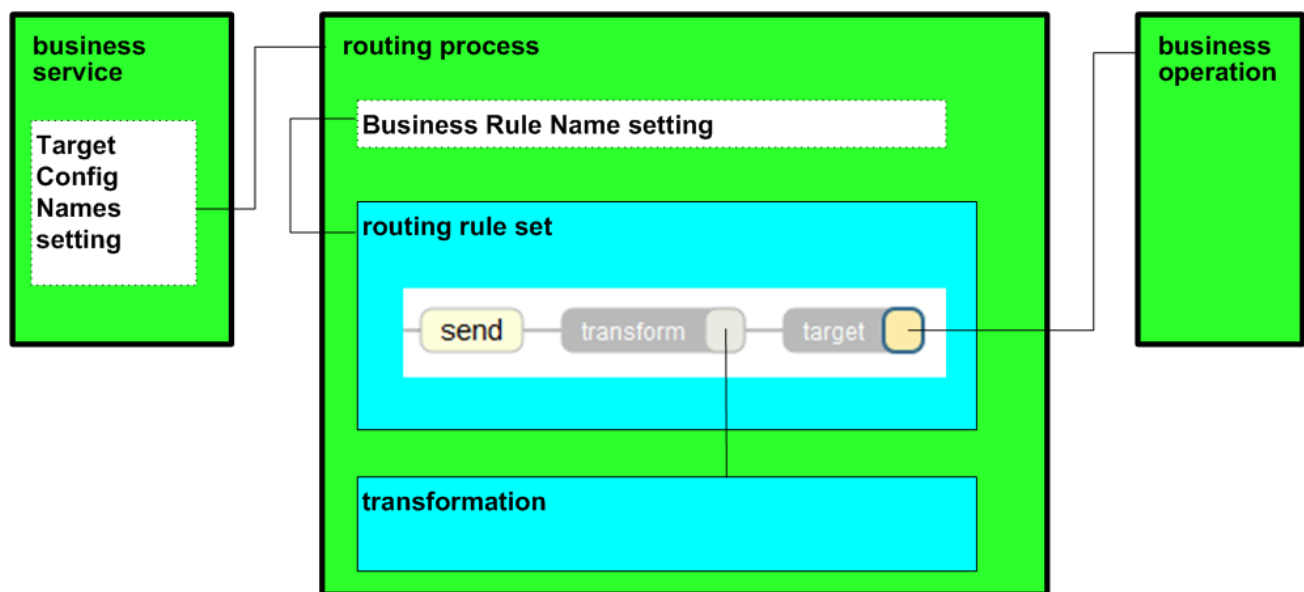 business
service
Target
Config
Names
setting
routing process
Business Rule Name setting
routing rule set
send
transform
target
transformation
business
operation